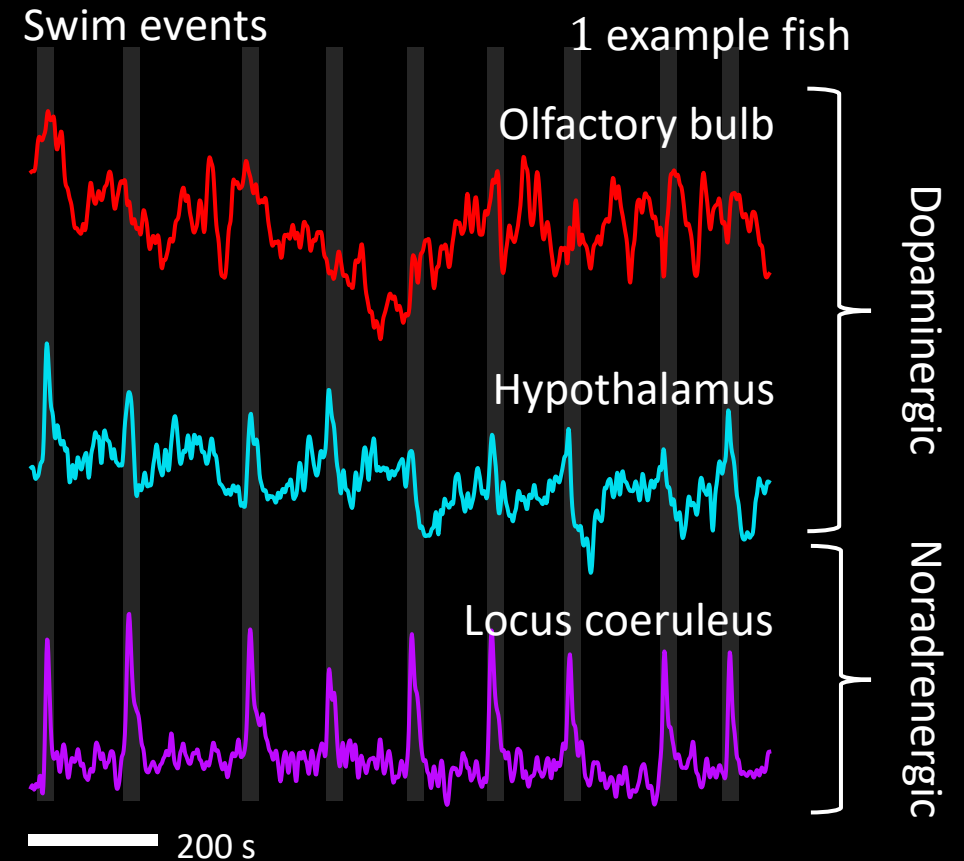 Swim events
1 example fish
Olfactory bulb
Hypothalamus
Locus coeruleus
Dopaminergic
Noradrenergic
200 s